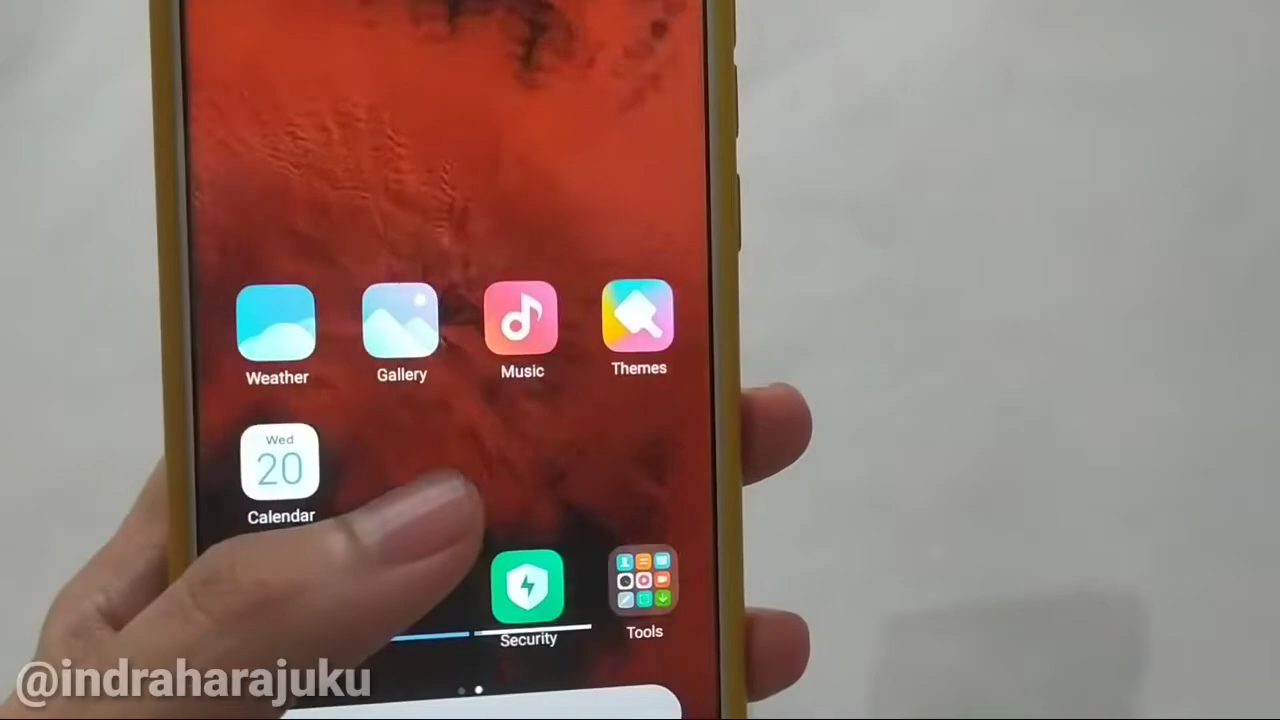 Weather
Gallery
Music
Themes
Wed
20
Calendar
Security
Tools
@indraharajuku